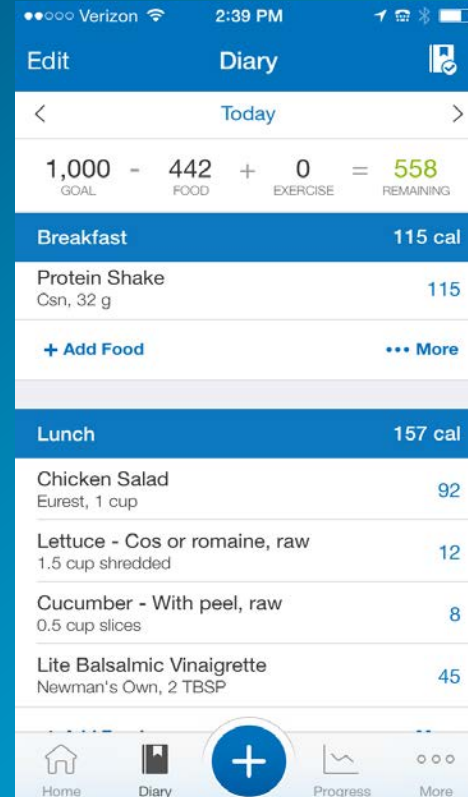 Verizon 2:39 PM
Edit Diary
Today
1,000 - 442 + 0 = 558
GOAL FOOD EXERCISE REMAINING
Breakfast 115 cal
Protein Shake 115
Csn, 32 g
+ Add Food ••• More
Lunch 157 cal
Chicken Salad 92
Eurest, 1 cup
Lettuce - Cos or romaine, raw 12
1.5 cup shredded
Cucumber - With peel, raw 8
0.5 cup slices
Lite Balsalmic Vinaigrette 45
Newman's Own, 2 TBSP
Home Diary + Progress More